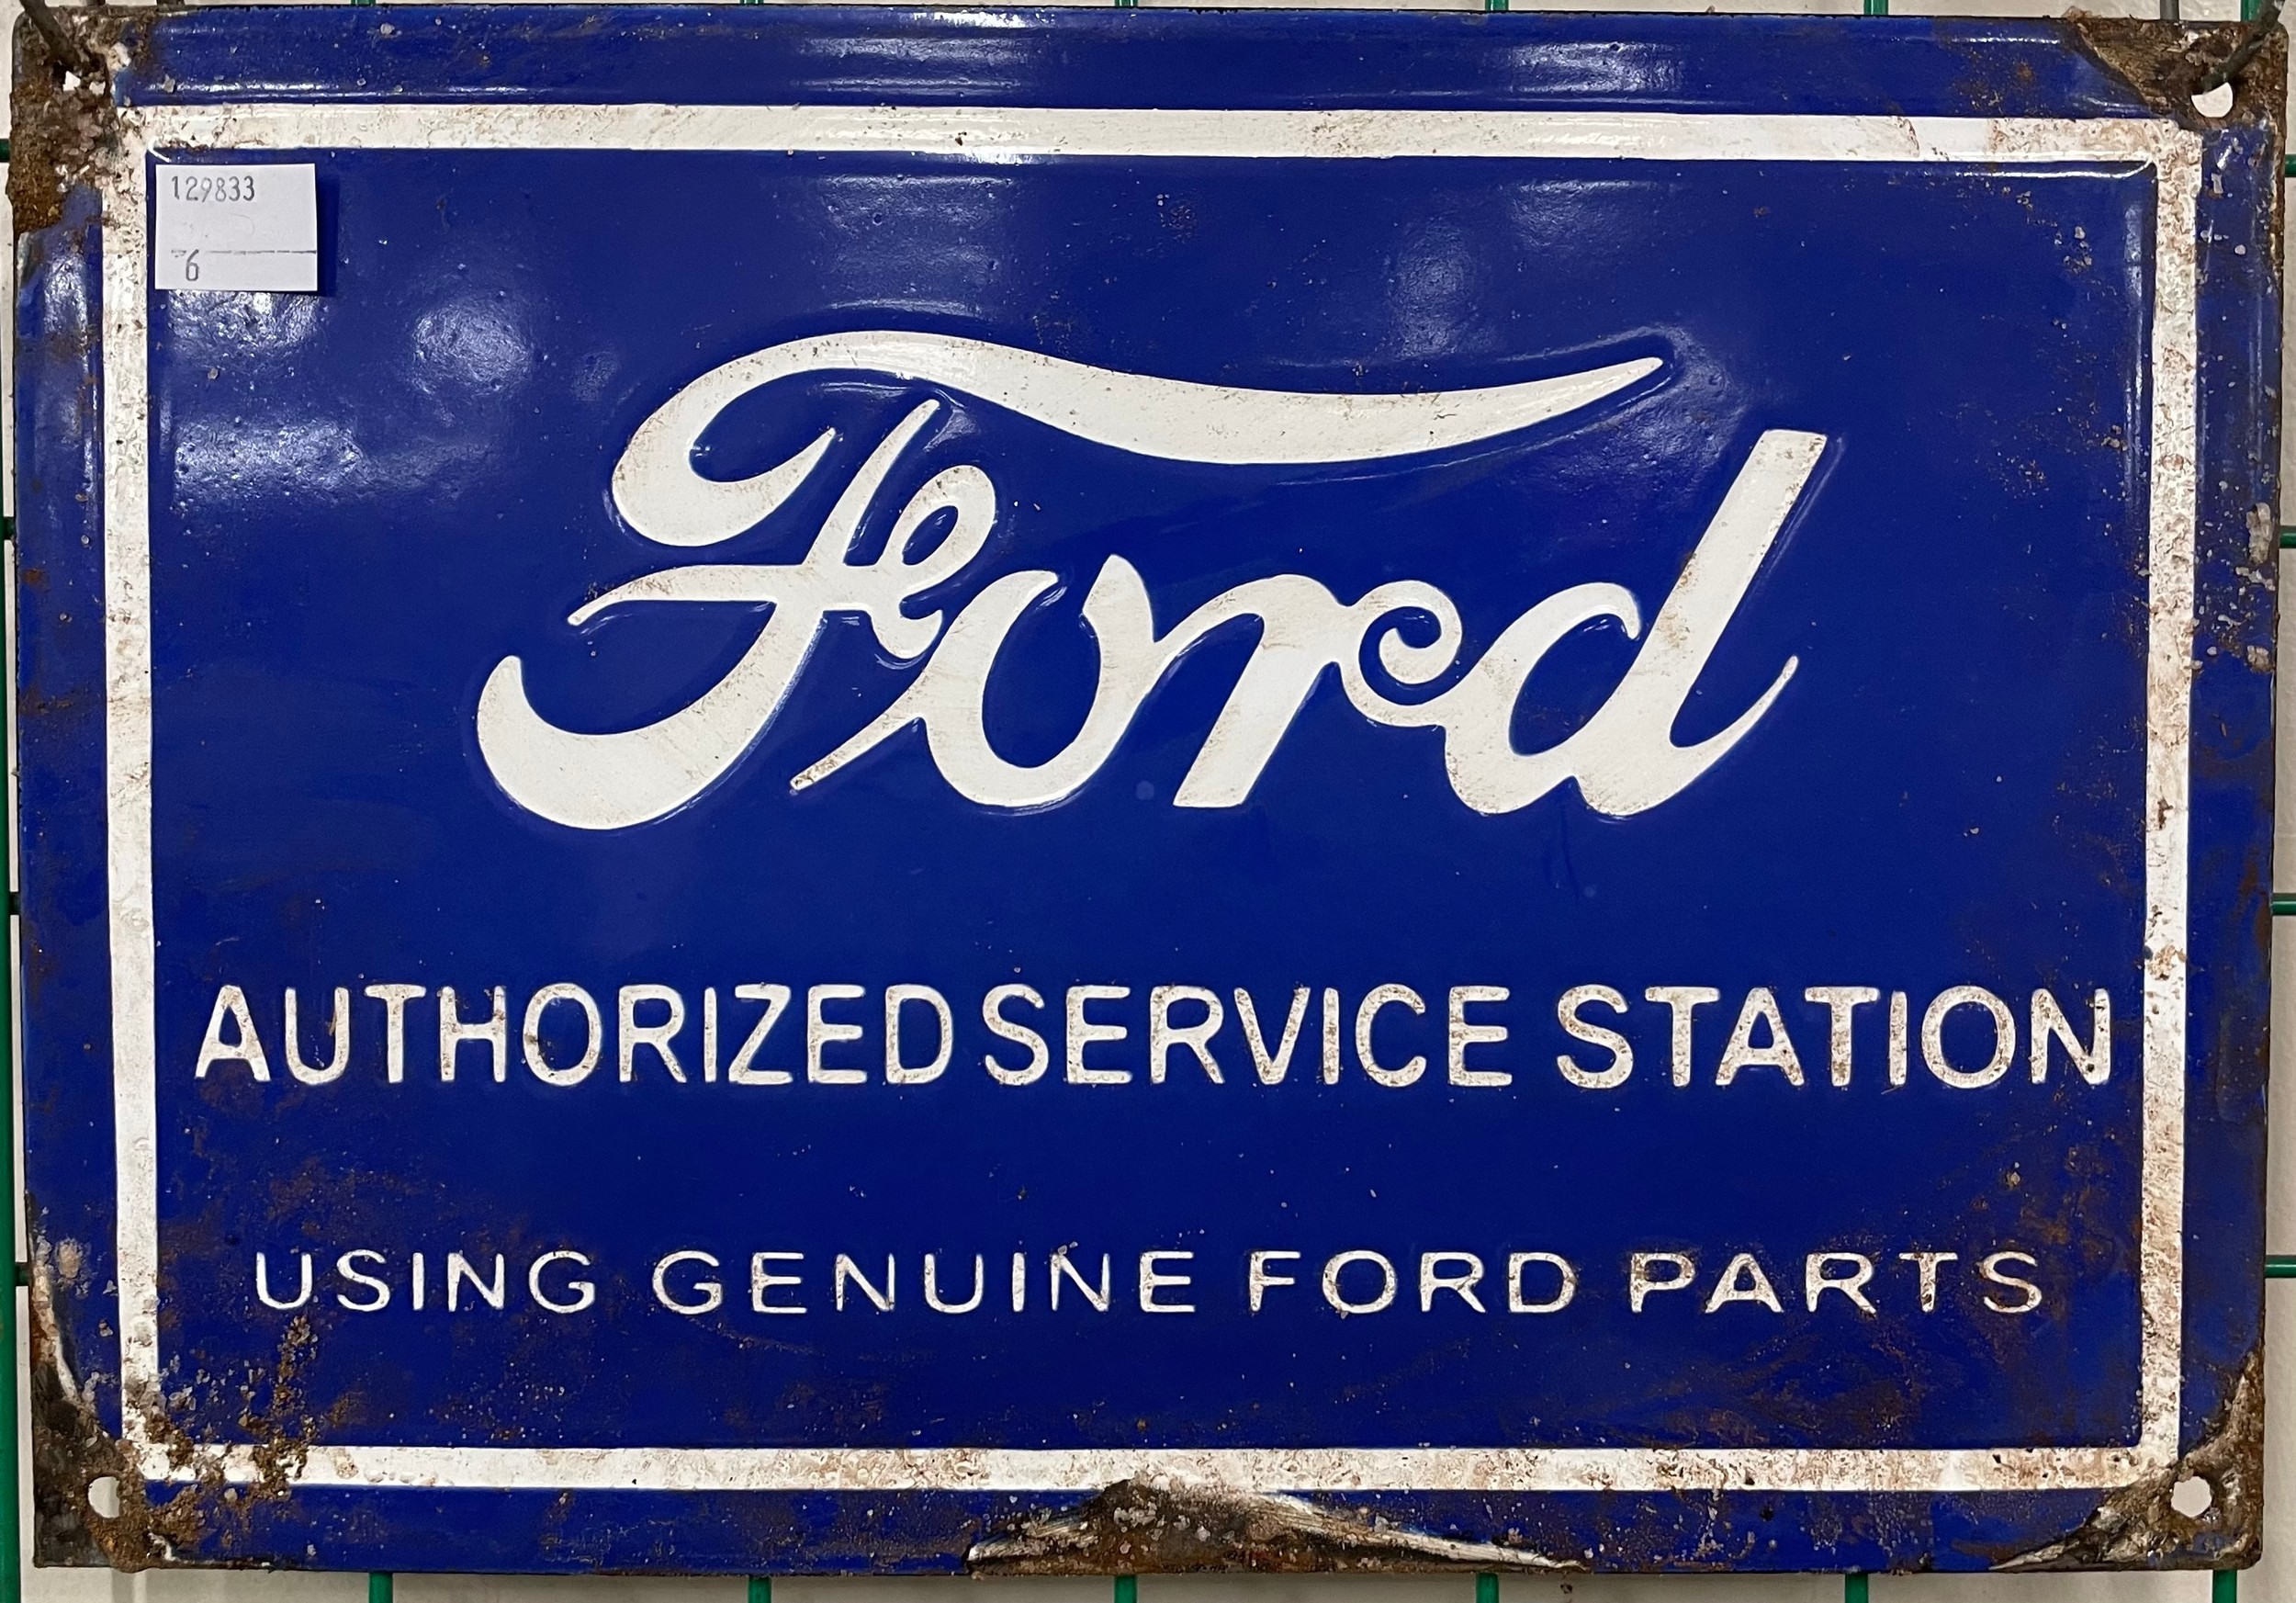 129833
6
Ford
AUTHORIZED SERVICE STATION
USING GENUINE FORD PARTS